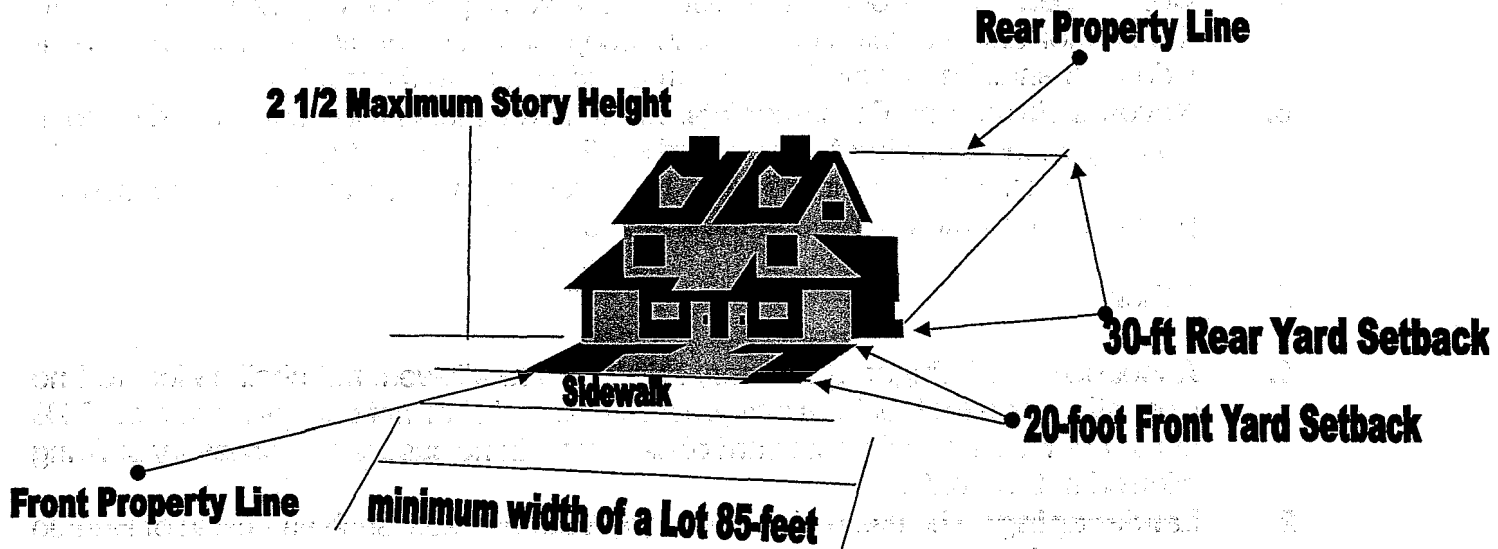 Rear Property Line
2 1/2 Maximum Story Height
30-ft Rear Yard Setback
Sidewalk
20-foot Front Yard Setback
Front Property Line
minimum width of a Lot 85-feet